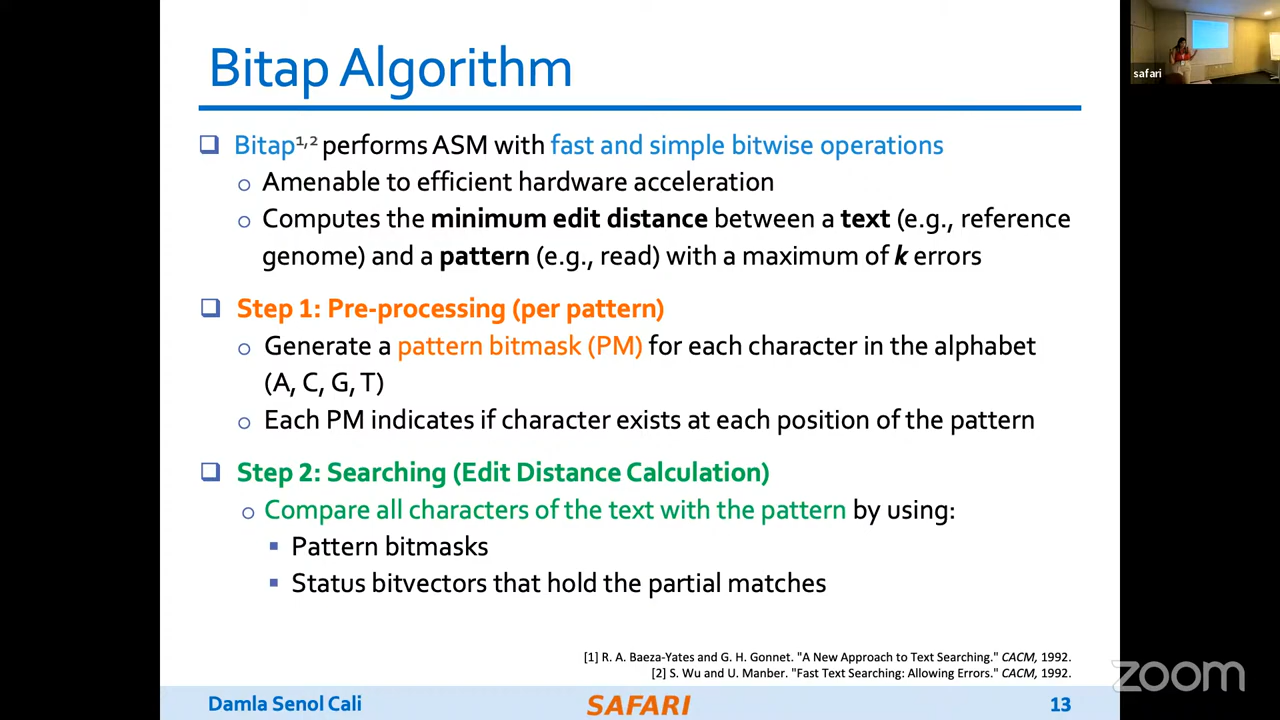 Bitap Algorithm
safari
Bitap1,2 performs ASM with fast and simple bitwise operations
Amenable to efficient hardware acceleration
Computes the minimum edit distance between a text (e.g., reference
genome) and a pattern (e.g., read) with a maximum of k errors
Step 1: Pre-processing (per pattern)
Generate a pattern bitmask (PM) for each character in the alphabet
(A, C, G, T)
Each PM indicates if character exists at each position of the pattern
Step 2: Searching (Edit Distance Calculation)
Compare all characters of the text with the pattern by using:
Pattern bitmasks
Status bitvectors that hold the partial matches
[1] R. A. Baeza-Yates and G. H. Gonnet. "A New Approach to Text Searching." CACM, 1992.
[2] S. Wu and U. Manber. "Fast Text Searching: Allowing Errors." CACM, 1992.
zoom
Damla Senol Cali SAFARI 13